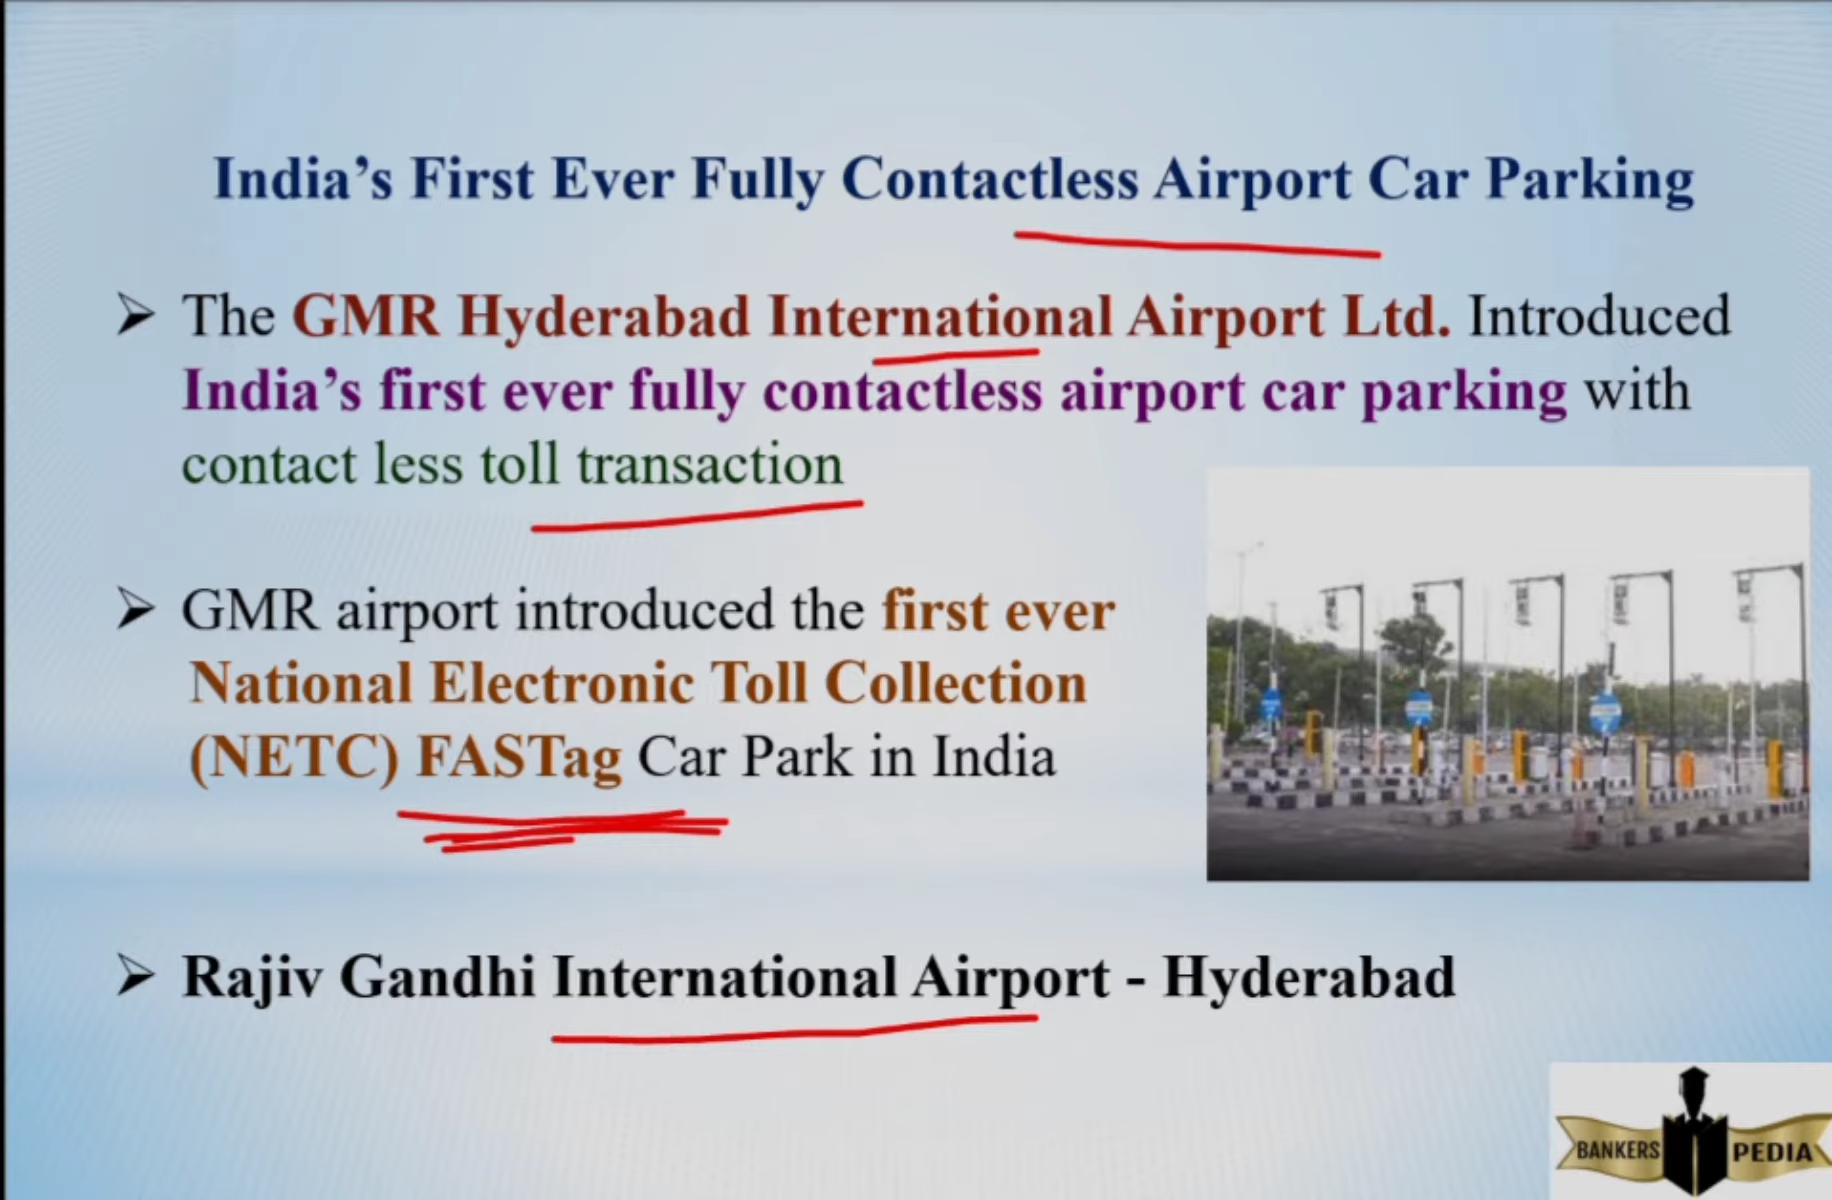 India’s First Ever Fully Contactless Airport Car Parking
➢ The GMR Hyderabad International Airport Ltd. Introduced
India’s first ever fully contactless airport car parking with
contact less toll transaction
➢ GMR airport introduced the first ever
National Electronic Toll Collection
(NETC) FASTag Car Park in India
➢ Rajiv Gandhi International Airport - Hyderabad
BANKERS PEDIA